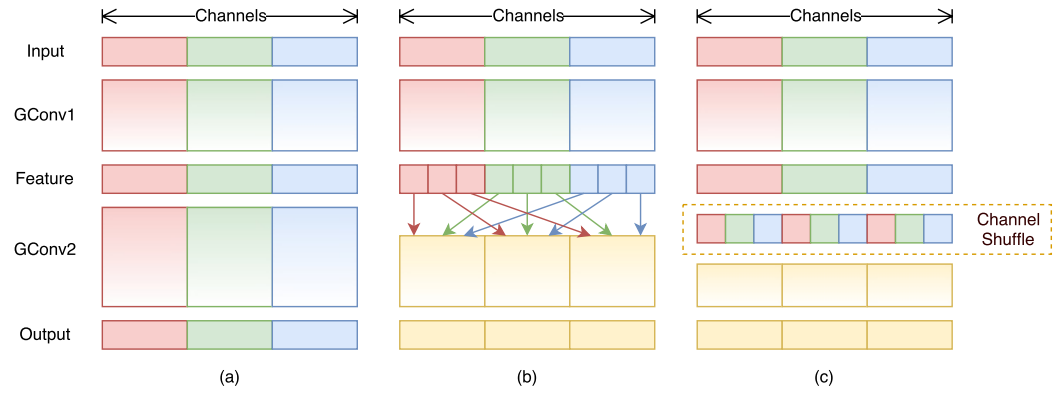 Channels
Channels
Channels
Input
GConv1
Feature
GConv2
Channel
Shuffle
Output
(a)
(b)
(c)